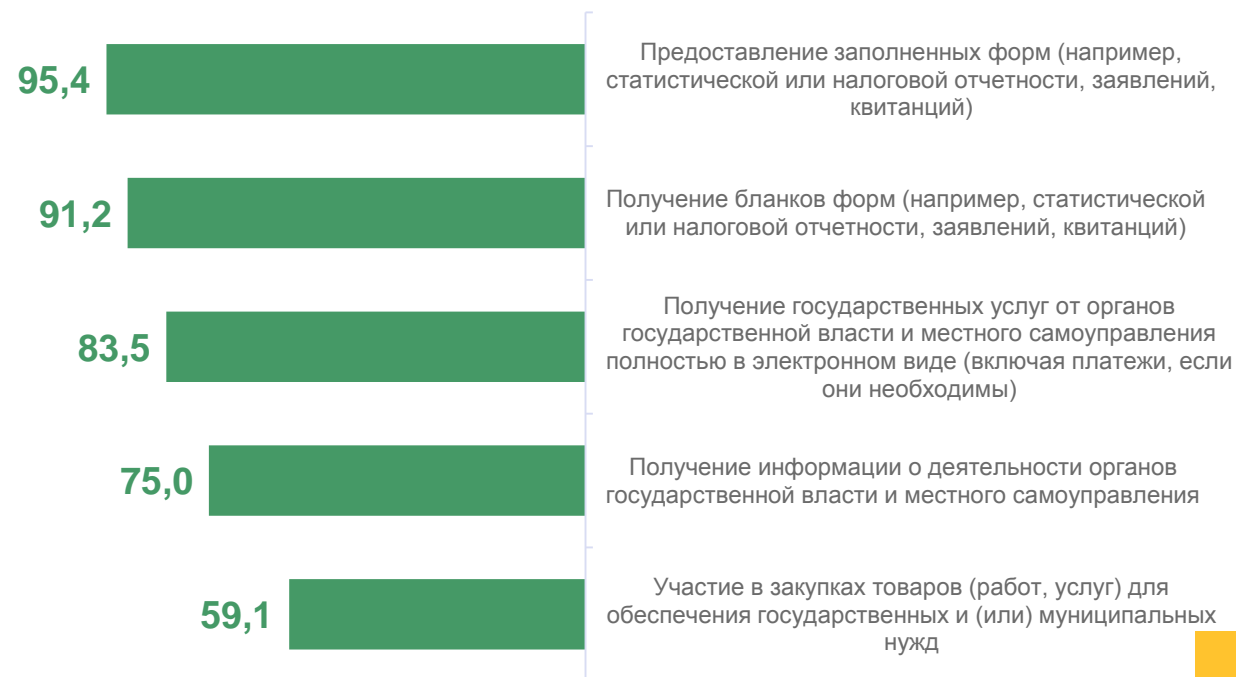 95,4
Предоставление заполненных форм (например,
статистической или налоговой отчетности, заявлений,
квитанций)
91,2
Получение бланков форм (например, статистической
или налоговой отчетности, заявлений, квитанций)
83,5
Получение государственных услуг от органов
государственной власти и местного самоуправления
полностью в электронном виде (включая платежи, если
они необходимы)
75,0
Получение информации о деятельности органов
государственной власти и местного самоуправления
59,1
Участие в закупках товаров (работ, услуг) для
обеспечения государственных и (или) муниципальных
нужд